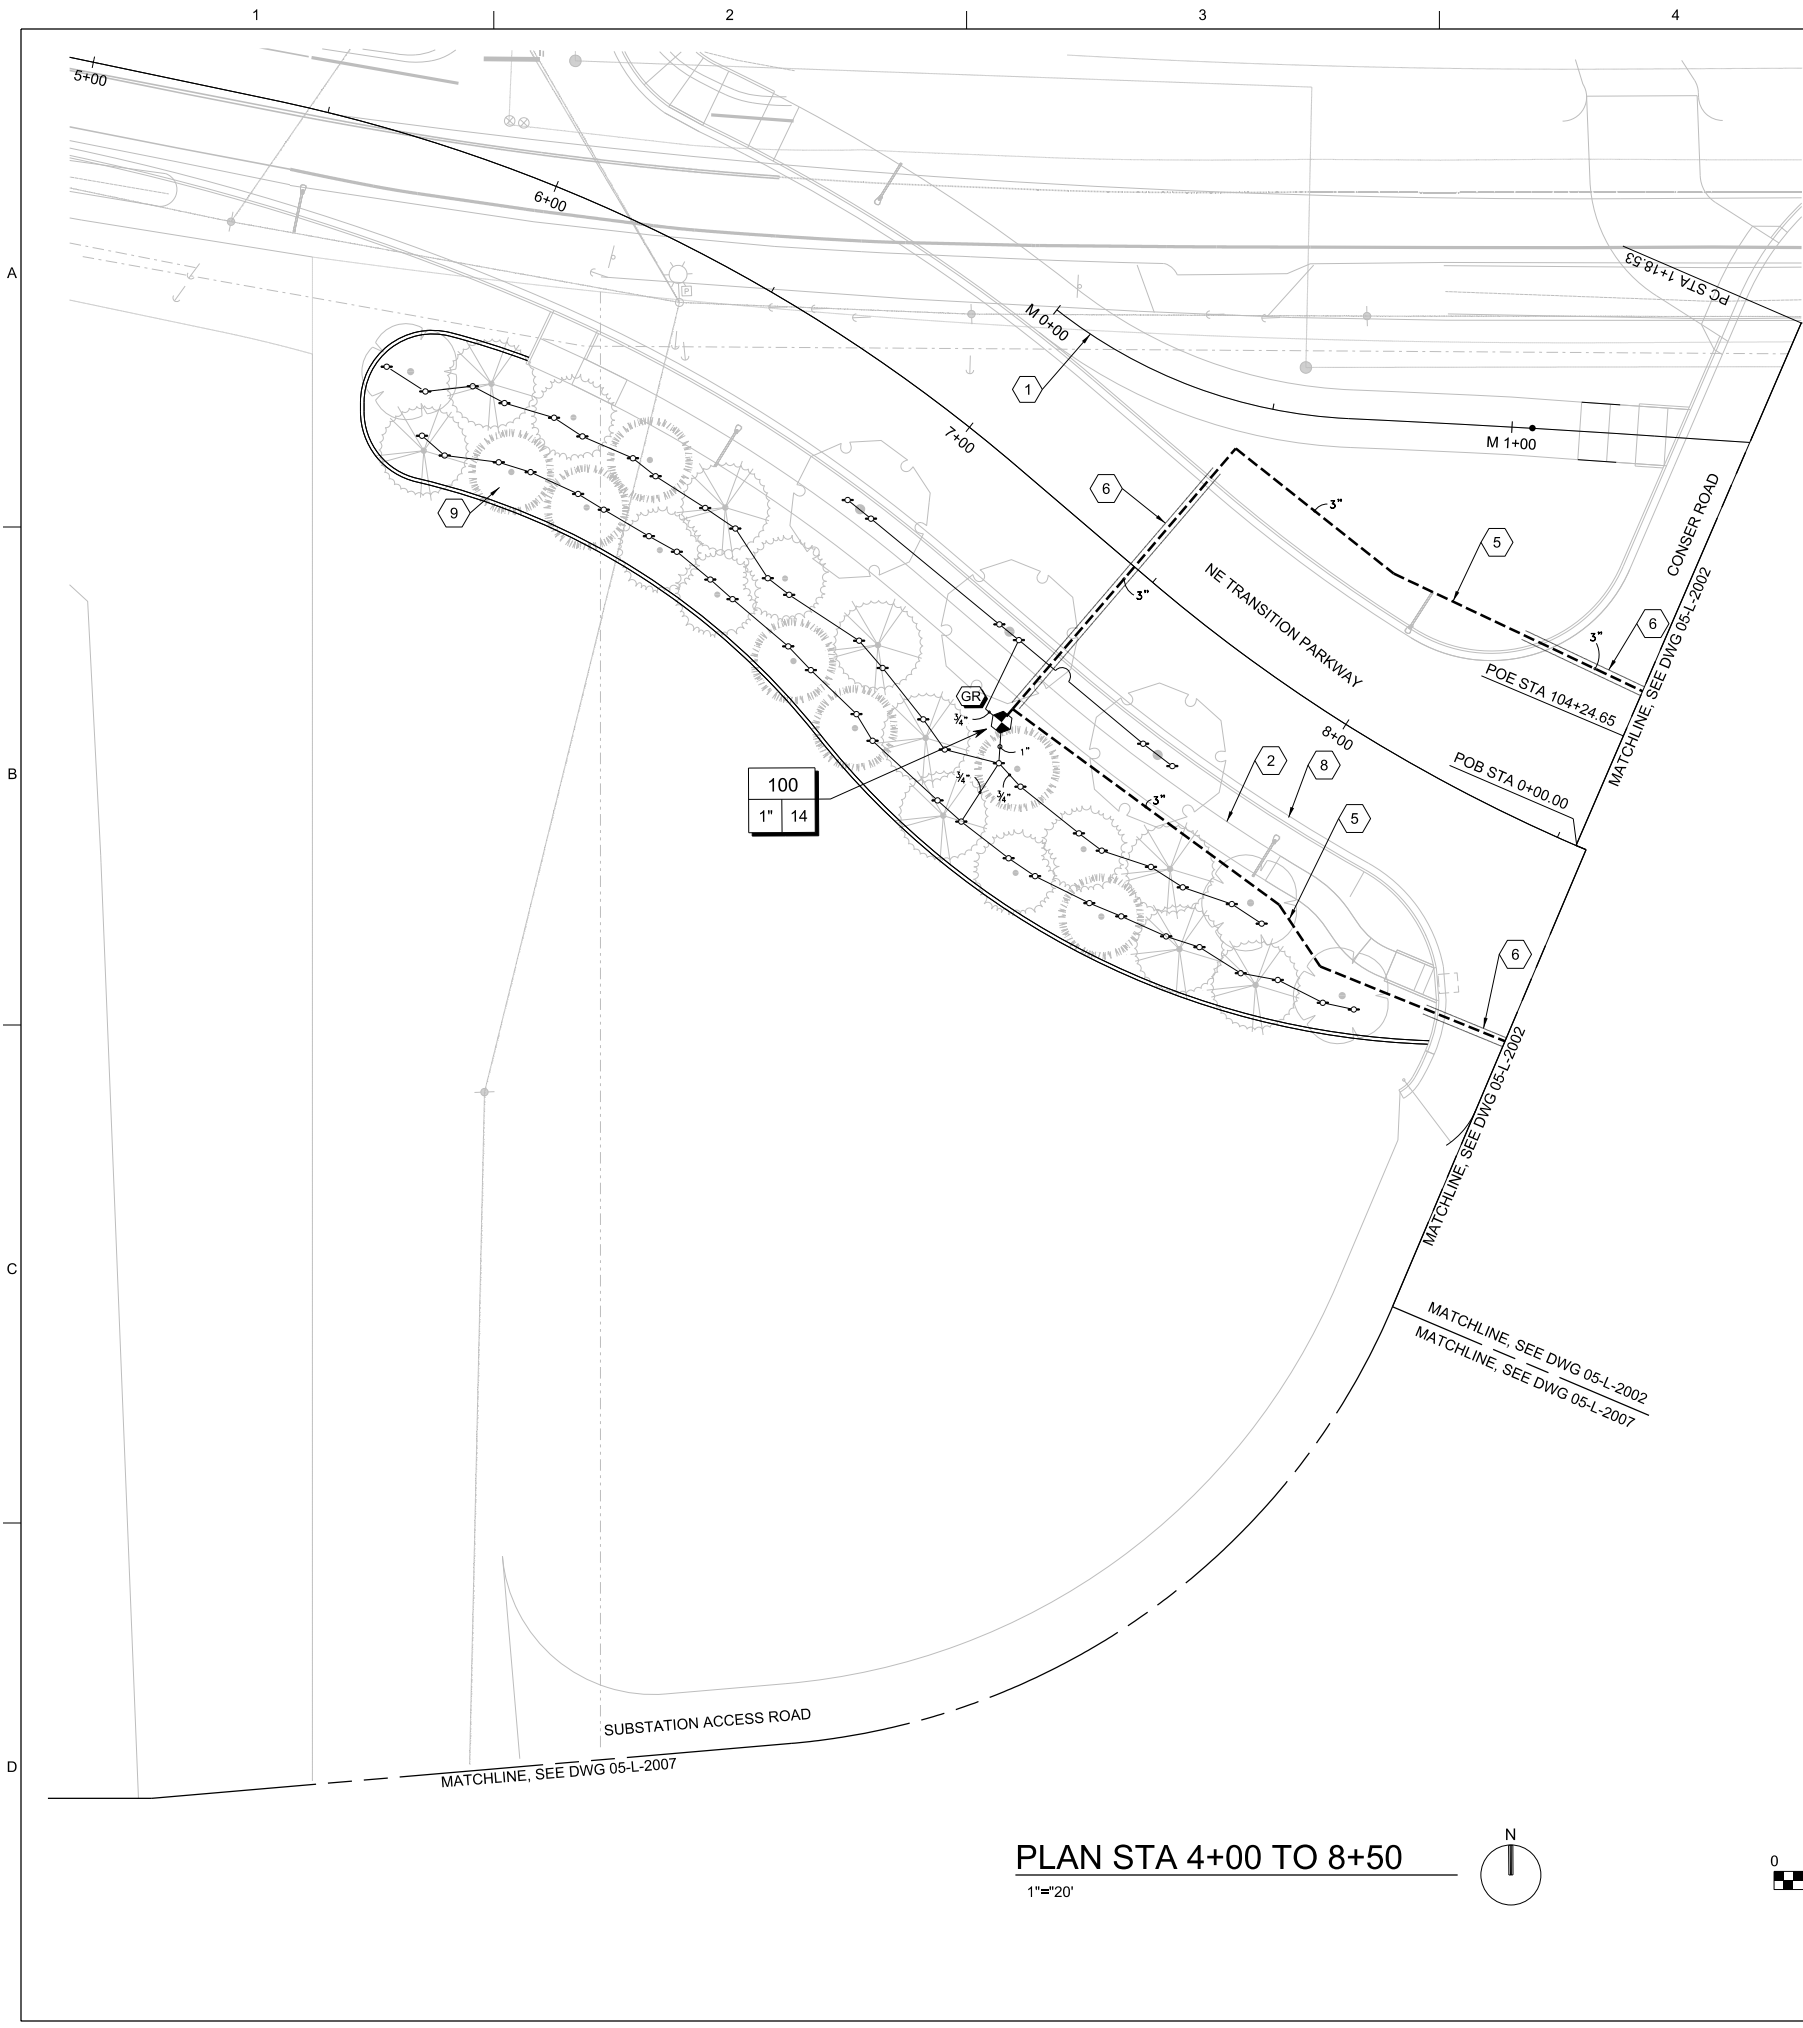 1
2
3
4
5+00
6+00
A
PC STA 1+18.53
M 0+00
1
7+00
M 1+00
6
3"
9
5
CONSER ROAD
NE TRANSITION PARKWAY
3"
3"
6
MATCHLINE, SEE DWG 05-L-2002
POE STA 104+24.65
GR
¾"
8+00
1"
B
2
8
POB STA 0+00.00
100
1" 14
¾"
¾"
3"
5
6
MATCHLINE, SEE DWG 05-L-2002
C
MATCHLINE, SEE DWG 05-L-2002
MATCHLINE, SEE DWG 05-L-2007
SUBSTATION ACCESS ROAD
D
MATCHLINE, SEE DWG 05-L-2007
PLAN STA 4+00 TO 8+50
1"="20'
N
0
P